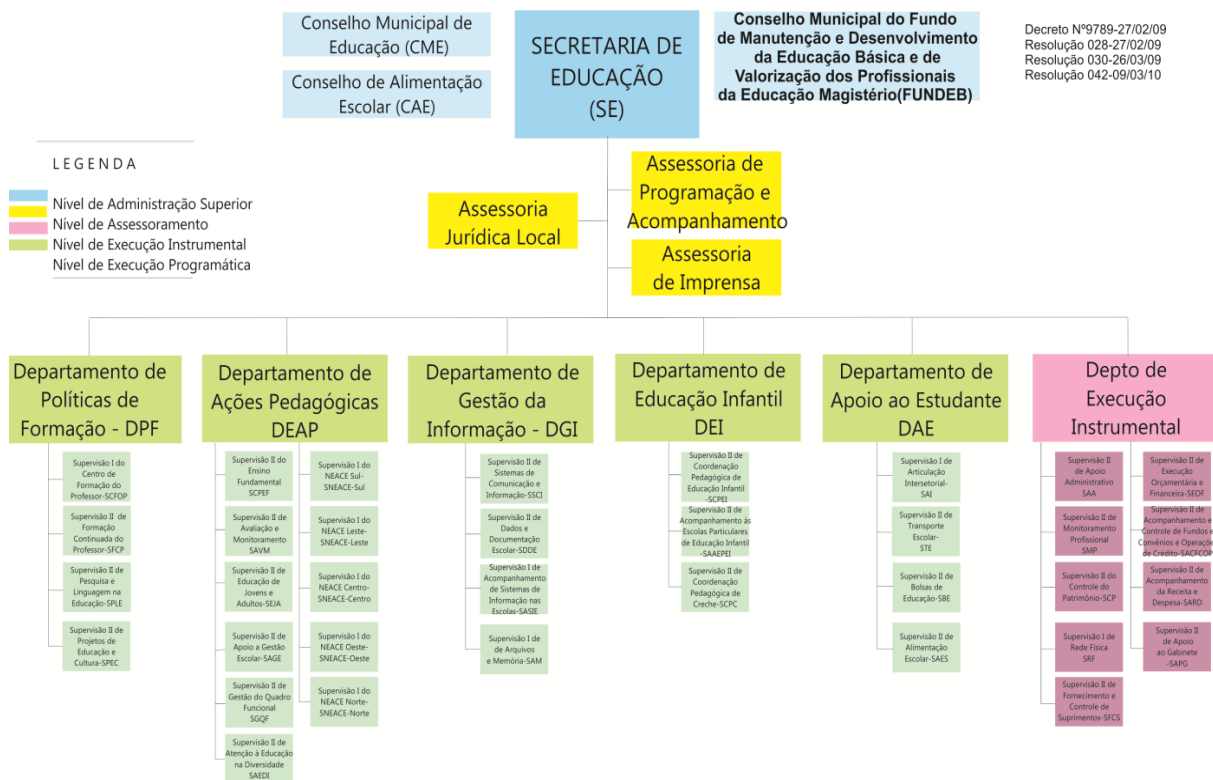 Conselho Municipal de
Educação (CME)
Conselho de Alimentação
Escolar (CAE)
SECRETARIA DE
EDUCAÇÃO
(SE)
Conselho Municipal do Fundo
de Manutenção e Desenvolvimento
da Educação Básica e de
Valorização dos Profissionais
da Educação Magistério(FUNDEB)
Decreto Nº9789-27/02/09
Resolução 028-27/02/09
Resolução 030-26/03/09
Resolução 042-09/03/10
LEGENDA
Nível de Administração Superior
Nível de Assessoramento
Nível de Execução Instrumental
Nível de Execução Programática
Assessoria
Jurídica Local
Assessoria de
Programação e
Acompanhamento
Assessoria
de Imprensa
Departamento de
Políticas de
Formação - DPF
Supervisão I do
Centro de
Formação do
Professor-SCFOP
Supervisão II de
Formação
Continuada do
Professor-SFCP
Supervisão II de
Pesquisa e
Linguagem na
Educação-SPLE
Supervisão II de
Projetos de
Educação e
Cultura-SPEC
Departamento de
Ações Pedagógicas
DEAP
Supervisão II do
Ensino
Fundamental
SCPEF
Supervisão II de
Avaliação e
Monitoramento
SAVM
Supervisão II de
Educação de
Jovens e
Adultos-SEJA
Supervisão II de
Apoio a Gestão
Escolar-SAGE
Supervisão II de
Gestão do Quadro
Funcional
SGQF
Supervisão II de
Atenção à Educação
na Diversidade
SAEDI
Supervisão I do
NEACE Sul-
SNEACE-Sul
Supervisão I do
NEACE Leste-
SNEACE-Leste
Supervisão I do
NEACE Centro-
SNEACE-Centro
Supervisão I do
NEACE Oeste-
SNEACE-Oeste
Supervisão I do
NEACE Norte-
SNEACE-Norte
Departamento de
Gestão da
Informação - DGI
Supervisão II de
Sistemas de
Comunicação e
Informação-SSCI
Supervisão II de
Dados e
Documentação
Escolar-SDDE
Supervisão I de
Acompanhamento
de Sistemas de
Informação nas
Escolas-SASIE
Supervisão I de
de Arquivos
e Memória-SAM
Departamento de
Educação Infantil
DEI
Supervisão II de
Coordenação
Pedagógica de
Educação Infantil
-SCPEI
Supervisão II de
Acompanhamento às
Escolas Particulares
de Educação Infantil
-SAAEPEI
Supervisão II de
Coordenação
Pedagógica de
Creche-SCPC
Departamento de
Apoio ao Estudante
DAE
Supervisão I de
Articulação
Intersetorial-
SAI
Supervisão II de
Transporte
Escolar-
STE
Supervisão II de
Bolsas de
Educação-SBE
Supervisão II de
Alimentação
Escolar-SAES
Depto de
Execução
Instrumental
Supervisão II
de Apoio
Administrativo
SAA
Supervisão II de
Monitoramento
Profissional
SMP
Supervisão II do
Controle do
Patrimônio-SCP
Supervisão I de
Rede Física
SRF
Supervisão II de
Fornecimento e
Controle de
Suprimentos-SFCS
Supervisão II de
Execução
Orçamentária e
Financeira-SEOF
Supervisão II de
Acompanhamento e
Controle de Fundos e
Convênios e Operaçõe
de Crédito-SACFCOP
Supervisão II de
Acompanhamento
da Receita e
Despesa-SARD
Supervisão II
de Apoio
ao Gabinete
-SAPG